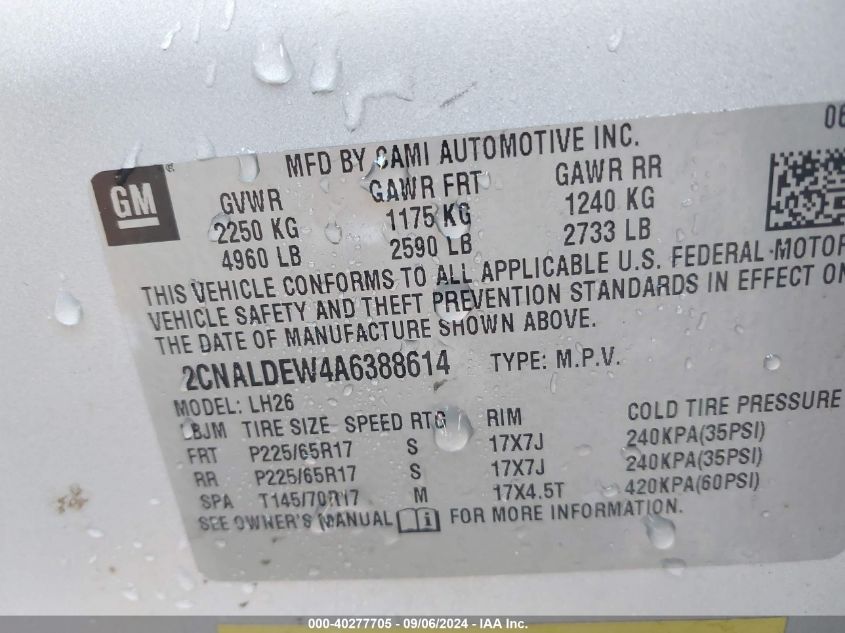 06
MFD BY CAMI AUTOMOTIVE INC.
GM
GVWR GAWR FRT GAWR RR
2250 KG 1175 KG 1240 KG
4960 LB 2590 LB 2733 LB
THIS VEHICLE CONFORMS TO ALL APPLICABLE U.S. FEDERAL MOTOR
VEHICLE SAFETY AND THEFT PREVENTION STANDARDS IN EFFECT ON
THE DATE OF MANUFACTURE SHOWN ABOVE.
2CNALDEW4A6388614 TYPE: M.P.V.
MODEL: LH26
LBJM TIRE SIZE SPEED RTG RIM COLD TIRE PRESSURE
FRT P225/65R17 S 17X7J 240KPA(35PSI)
RR P225/65R17 S 17X7J 240KPA(35PSI)
SPA T145/70R17 M 17X4.5T 420KPA(60PSI)
SEE OWNER'S MANUAL FOR MORE INFORMATION.
000-40277705 - 09/06/2024 - IAA Inc.